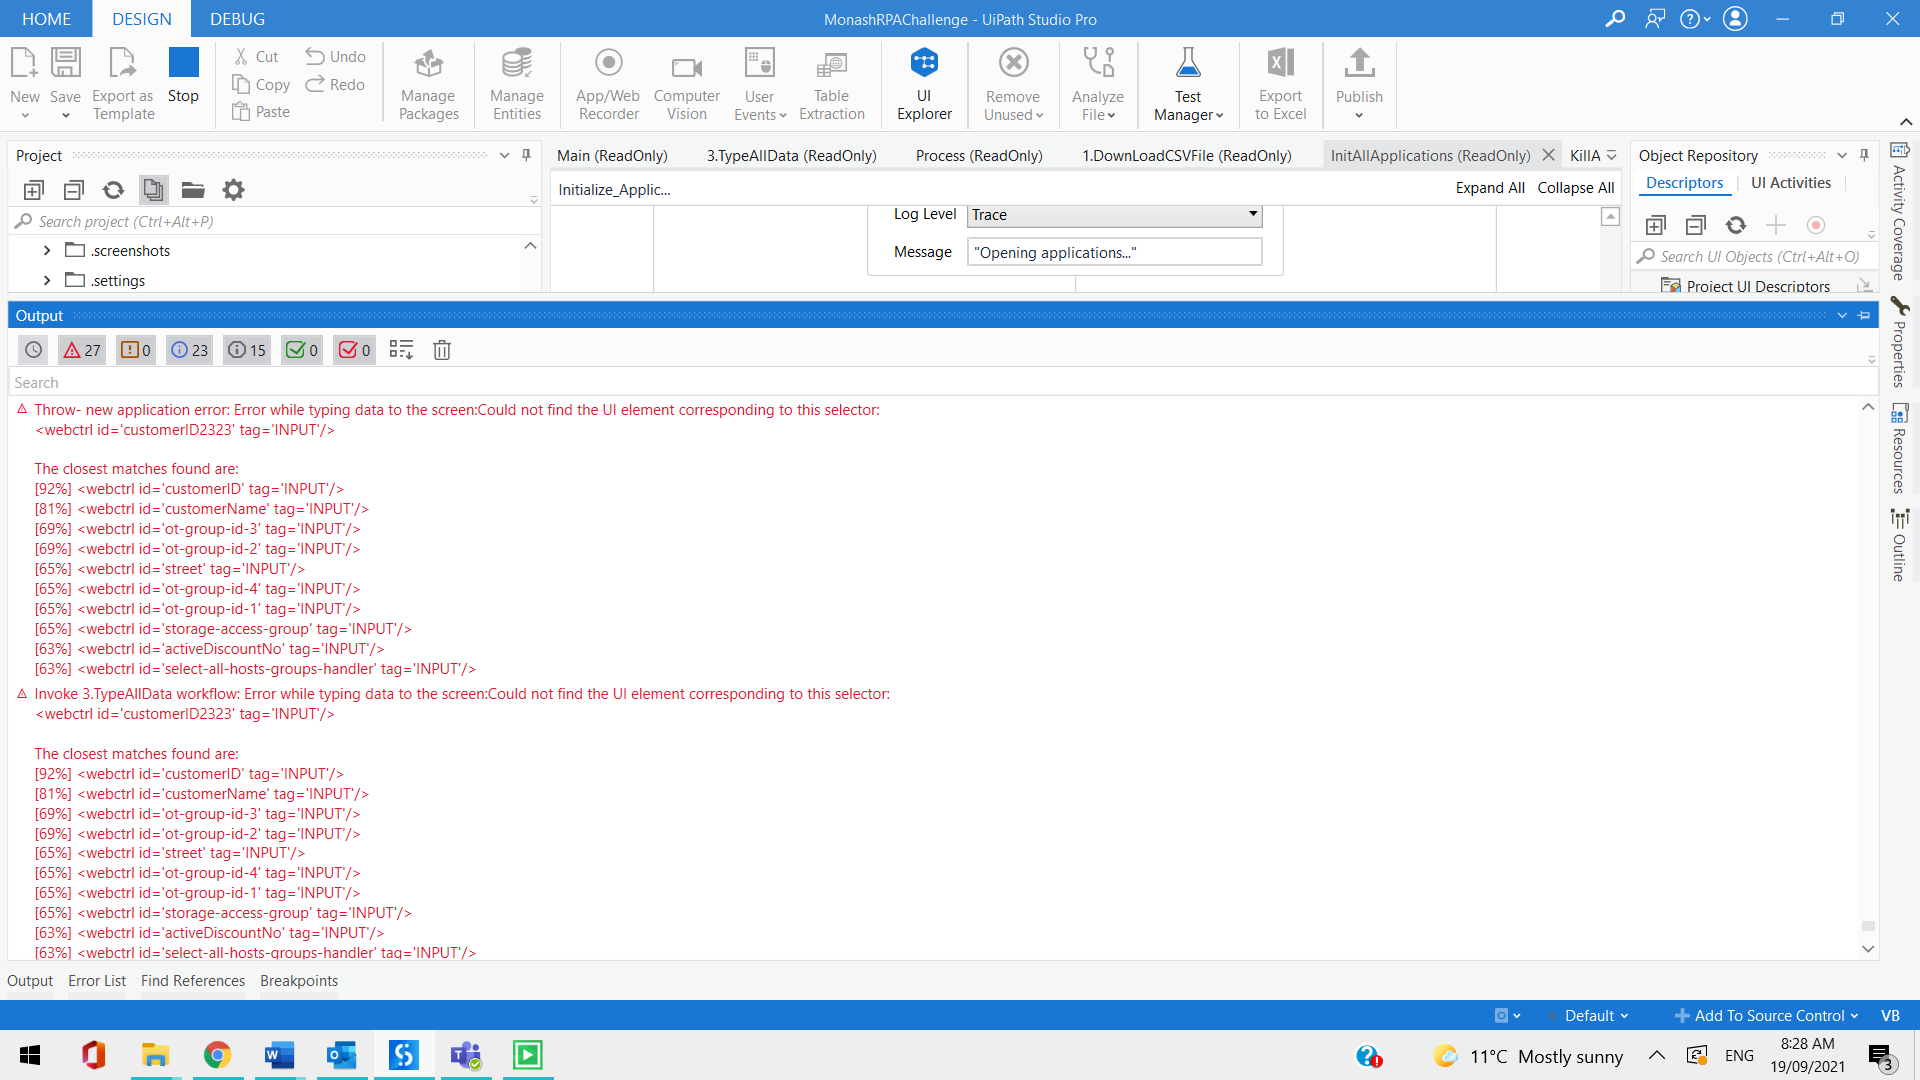 HOME DESIGN DEBUG MonashRPAChallenge - UiPath Studio Pro
New Save Export as Template Stop Cut Copy Paste Undo Redo Manage Packages Manage Entities App/Web Recorder Computer Vision User Events Table Extraction UI Explorer Remove Unused Analyze File Test Manager Export to Excel Publish
Project
Search project (Ctrl+Alt+P)
.screenshots
.settings
Main (ReadOnly) 3.TypeAllData (ReadOnly) Process (ReadOnly) 1.DownLoadCSVFile (ReadOnly) InitAllApplications (ReadOnly) KillA
Initialize_Applic... Expand All Collapse All
Log Level Trace
Message "Opening applications..."
Object Repository
Descriptors UI Activities
Search UI Objects (Ctrl+Alt+O)
Project UI Descriptors
Activity Coverage
Properties
Resources
Outline
Output
27 0 23 15 0 0
Search
Throw- new application error: Error while typing data to the screen:Could not find the UI element corresponding to this selector:
<webctrl id='customerID2323' tag='INPUT'/>
The closest matches found are:
[92%] <webctrl id='customerID' tag='INPUT'/>
[81%] <webctrl id='customerName' tag='INPUT'/>
[69%] <webctrl id='ot-group-id-3' tag='INPUT'/>
[69%] <webctrl id='ot-group-id-2' tag='INPUT'/>
[65%] <webctrl id='street' tag='INPUT'/>
[65%] <webctrl id='ot-group-id-4' tag='INPUT'/>
[65%] <webctrl id='ot-group-id-1' tag='INPUT'/>
[65%] <webctrl id='storage-access-group' tag='INPUT'/>
[63%] <webctrl id='activeDiscountNo' tag='INPUT'/>
[63%] <webctrl id='select-all-hosts-groups-handler' tag='INPUT'/>
Invoke 3.TypeAllData workflow: Error while typing data to the screen:Could not find the UI element corresponding to this selector:
<webctrl id='customerID2323' tag='INPUT'/>
The closest matches found are:
[92%] <webctrl id='customerID' tag='INPUT'/>
[81%] <webctrl id='customerName' tag='INPUT'/>
[69%] <webctrl id='ot-group-id-3' tag='INPUT'/>
[69%] <webctrl id='ot-group-id-2' tag='INPUT'/>
[65%] <webctrl id='street' tag='INPUT'/>
[65%] <webctrl id='ot-group-id-4' tag='INPUT'/>
[65%] <webctrl id='ot-group-id-1' tag='INPUT'/>
[65%] <webctrl id='storage-access-group' tag='INPUT'/>
[63%] <webctrl id='activeDiscountNo' tag='INPUT'/>
[63%] <webctrl id='select-all-hosts-groups-handler' tag='INPUT'/>
Output Error List Find References Breakpoints
Default Add To Source Control VB
11°C Mostly sunny ENG 8:28 AM
19/09/2021 3